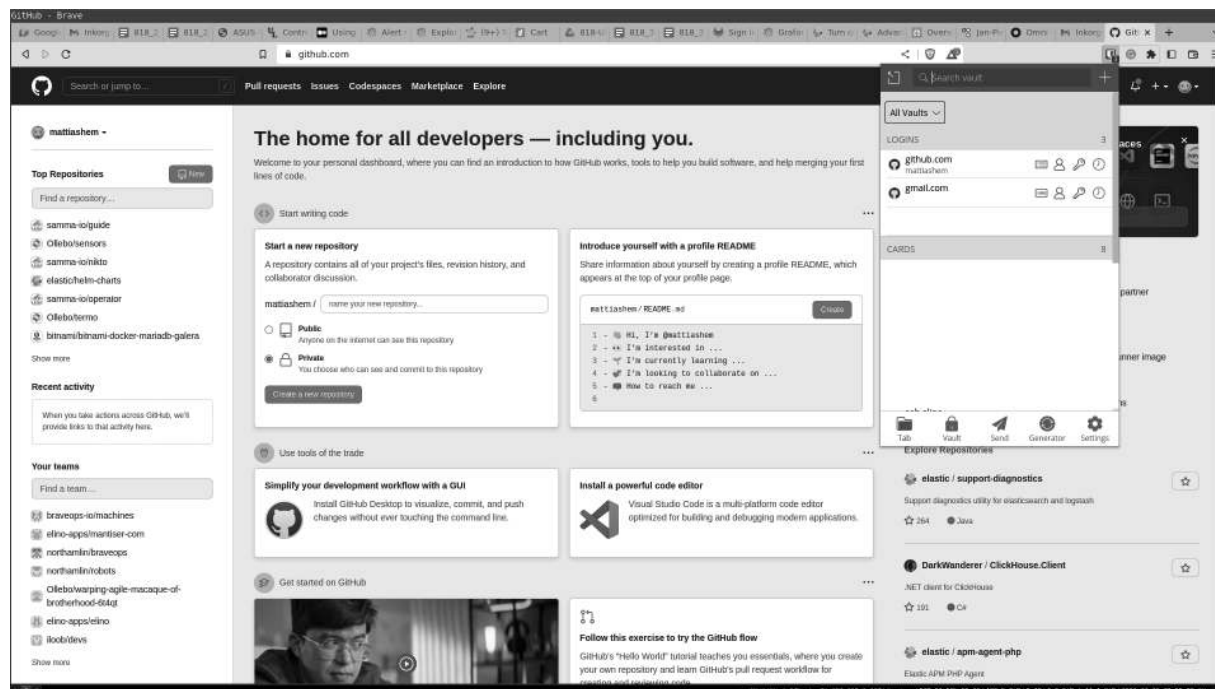 GitHub - Brave
github.com
Search or jump to...
Pull requests Issues Codespaces Marketplace Explore
mattiashem
Top Repositories
New
Find a repository...
samma-io/guide
Ollebo/sensors
samma-io/nikto
elastic/helm-charts
samma-io/operator
Ollebo/termo
bitnami/bitnami-docker-mariadb-galera
Show more
Recent activity
When you take actions across GitHub, we'll
provide links to that activity here.
Your teams
Find a team...
braveops-io/machines
elino-apps/mantiser-com
northamlin/braveops
northamlin/robots
Ollebo/warping-agile-macaque-of-
brotherhood-6t4qt
elino-apps/elino
iloob/devs
Show more
The home for all developers — including you.
Welcome to your personal dashboard, where you can find an introduction to how GitHub works, tools to help you build software, and help merging your first
lines of code.
Start writing code
Start a new repository
A repository contains all of your project's files, revision history, and
collaborator discussion.
mattiashem / name your new repository...
Public
Anyone on the internet can see this repository
Private
You choose who can see and commit to this repository
Create a new repository
Introduce yourself with a profile README
Share information about yourself by creating a profile README, which
appears at the top of your profile page.
mattiashem / README.md
Create
1 - Hi, I'm @mattiashem
2 - I'm interested in ...
3 - I'm currently learning ...
4 - I'm looking to collaborate on ...
5 - How to reach me ...
6
Use tools of the trade
Simplify your development workflow with a GUI
Install GitHub Desktop to visualize, commit, and push
changes without ever touching the command line.
Install a powerful code editor
Visual Studio Code is a multi-platform code editor
optimized for building and debugging modern applications.
Get started on GitHub
Follow this exercise to try the GitHub flow
GitHub's "Hello World" tutorial teaches you essentials, where you create
your own repository and learn GitHub's pull request workflow for
creating and reviewing code.
Search vault
All Vaults
LOGINS 3
github.com
mattiashem
gmail.com
CARDS 8
Tab Vault Send Generator Settings
aces
partner
unner image
Explore Repositories
elastic / support-diagnostics
Support diagnostics utility for elasticsearch and logstash
264 Java
DarkWanderer / ClickHouse.Client
.NET client for ClickHouse
191 C#
elastic / apm-agent-php
Elastic APM PHP Agent